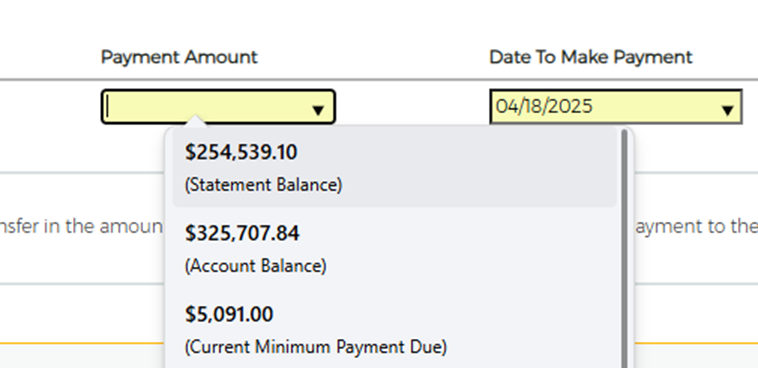 Payment Amount
Date To Make Payment
04/18/2025
$254,539.10
(Statement Balance)
$325,707.84
nsfer in the amoun
ayment to the
(Account Balance)
$5,091.00
(Current Minimum Payment Due)